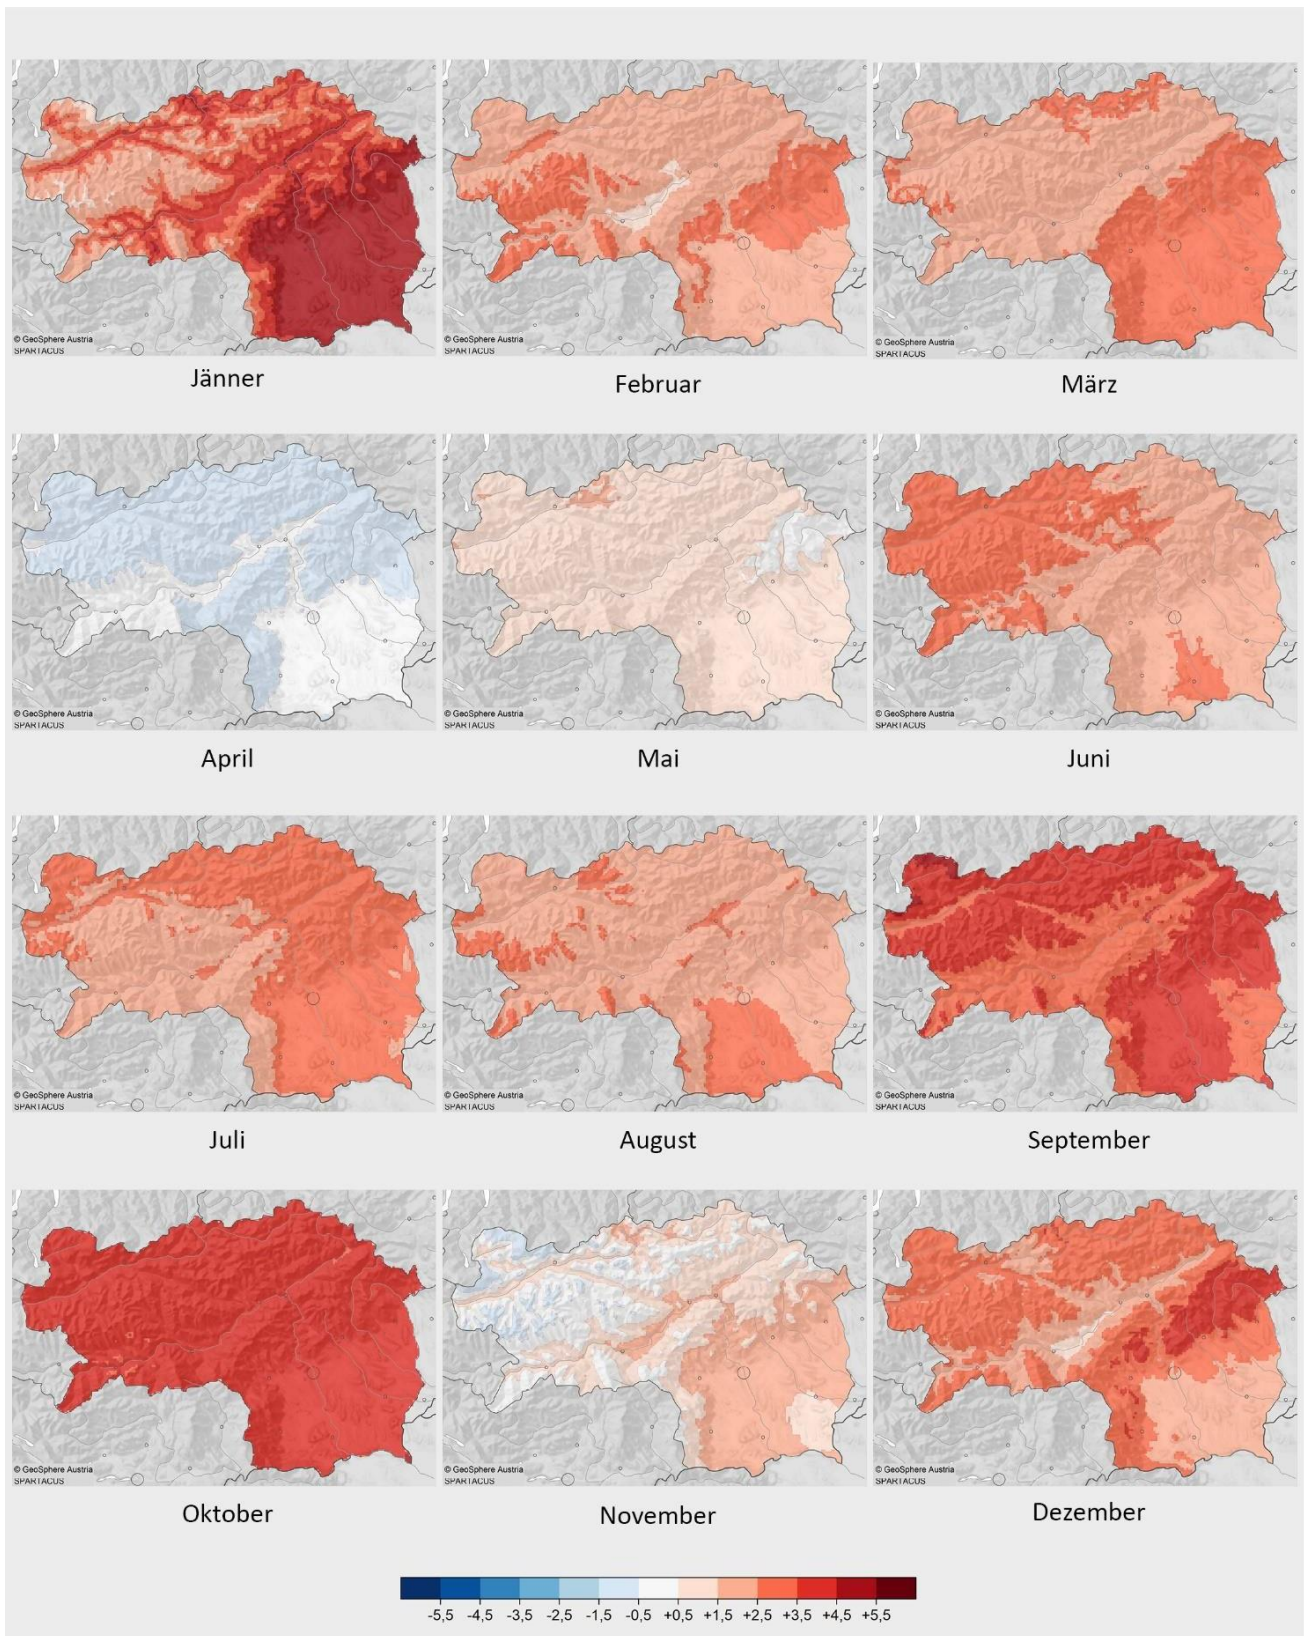 © GeoSphere Austria
SPARTACUS
© GeoSphere Austria
SPARTACUS
© GeoSphere Austria
SPARTACUS
Jänner
Februar
März
© GeoSphere Austria
SPARTACUS
© GeoSphere Austria
SPARTACUS
© GeoSphere Austria
SPARTACUS
April
Mai
Juni
© GeoSphere Austria
SPARTACUS
© GeoSphere Austria
SPARTACUS
© GeoSphere Austria
SPARTACUS
Juli
August
September
© GeoSphere Austria
SPARTACUS
© GeoSphere Austria
SPARTACUS
© GeoSphere Austria
SPARTACUS
Oktober
November
Dezember
-5,5 -4,5 -3,5 -2,5 -1,5 -0,5 +0,5 +1,5 +2,5 +3,5 +4,5 +5,5